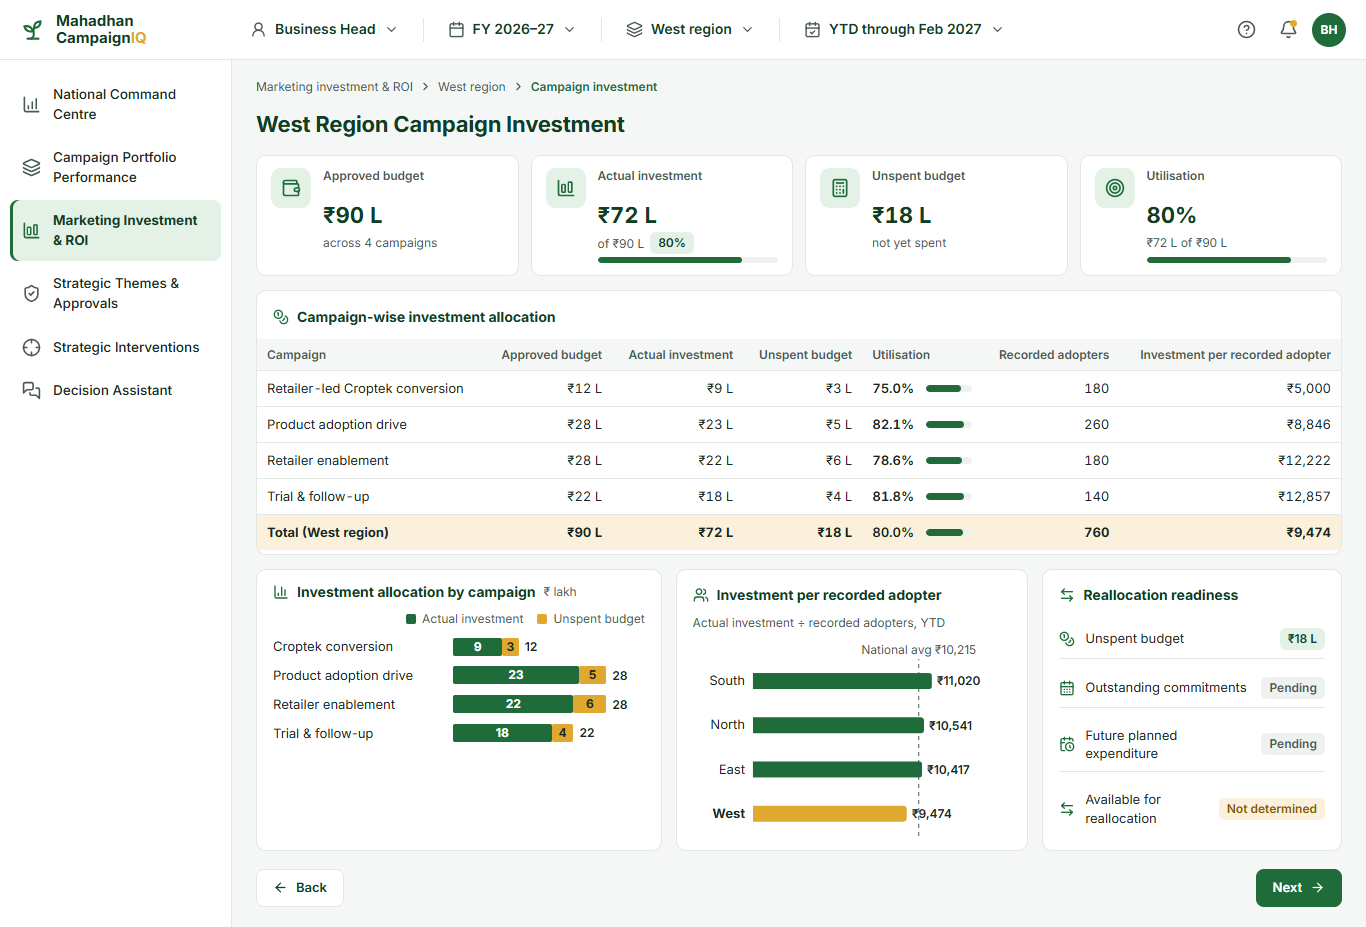 Mahadhan
CampaignIQ
Business Head
FY 2026–27
West region
YTD through Feb 2027
BH
National Command
Centre
Campaign Portfolio
Performance
Marketing Investment
& ROI
Strategic Themes &
Approvals
Strategic Interventions
Decision Assistant
Marketing investment & ROI > West region > Campaign investment
West Region Campaign Investment
Approved budget
₹90 L
across 4 campaigns
Actual investment
₹72 L
of ₹90 L 80%
Unspent budget
₹18 L
not yet spent
Utilisation
80%
₹72 L of ₹90 L
Campaign-wise investment allocation
Campaign Approved budget Actual investment Unspent budget Utilisation Recorded adopters Investment per recorded adopter
Retailer-led Croptek conversion ₹12 L ₹9 L ₹3 L 75.0% 180 ₹5,000
Product adoption drive ₹28 L ₹23 L ₹5 L 82.1% 260 ₹8,846
Retailer enablement ₹28 L ₹22 L ₹6 L 78.6% 180 ₹12,222
Trial & follow-up ₹22 L ₹18 L ₹4 L 81.8% 140 ₹12,857
Total (West region) ₹90 L ₹72 L ₹18 L 80.0% 760 ₹9,474
Investment allocation by campaign ₹ lakh
Actual investment Unspent budget
Croptek conversion 9 3 12
Product adoption drive 23 5 28
Retailer enablement 22 6 28
Trial & follow-up 18 4 22
Investment per recorded adopter
Actual investment ÷ recorded adopters, YTD
National avg ₹10,215
South ₹11,020
North ₹10,541
East ₹10,417
West ₹9,474
Reallocation readiness
Unspent budget ₹18 L
Outstanding commitments Pending
Future planned
expenditure
Pending
Available for
reallocation
Not determined
← Back
Next →